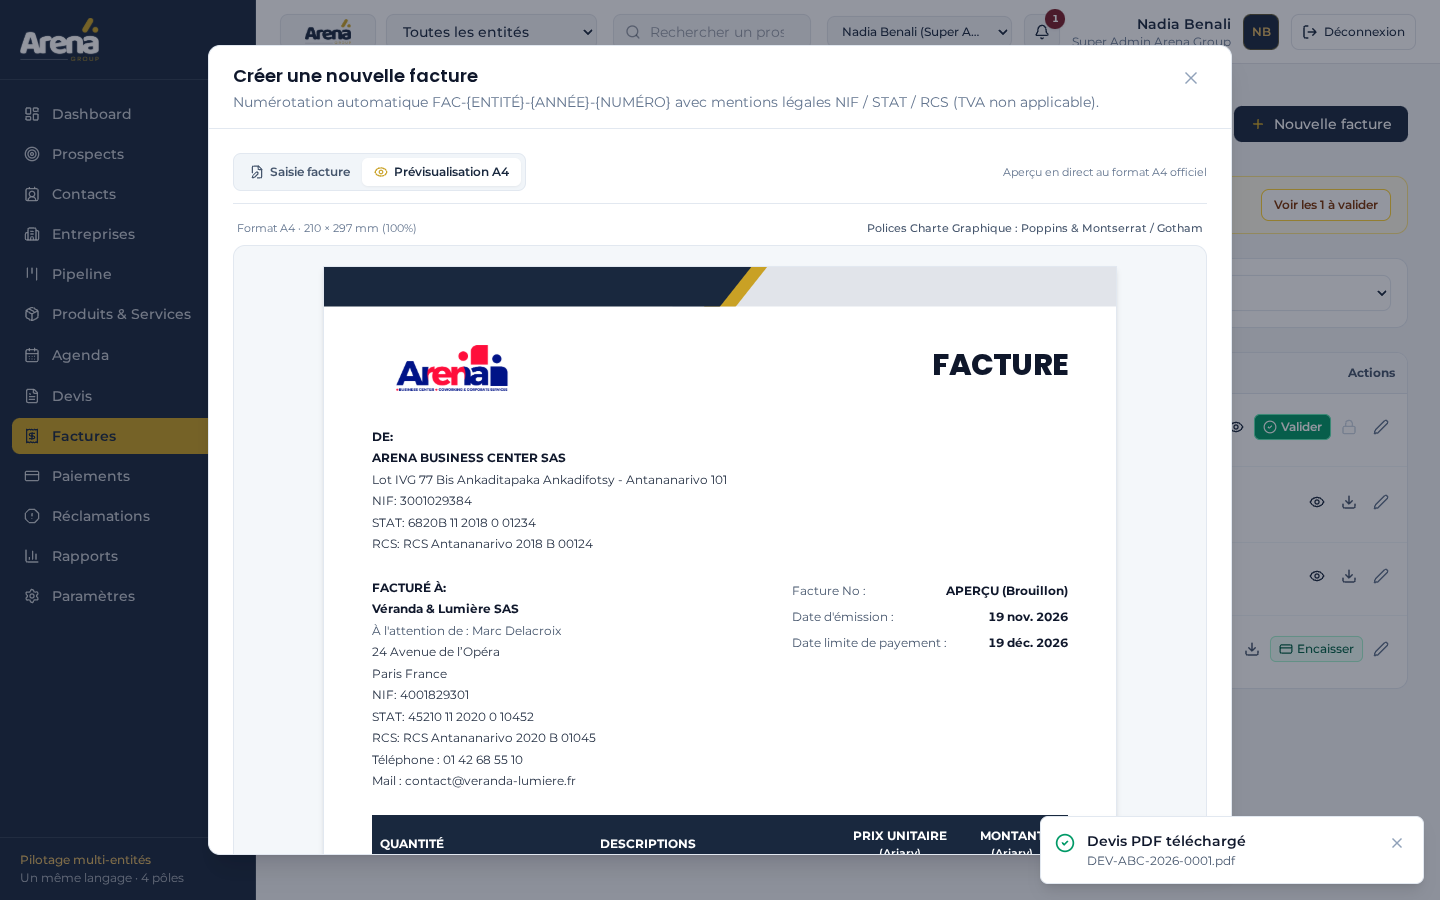 Arena
GROUP
Dashboard
Prospects
Contacts
Entreprises
Pipeline
Produits & Services
Agenda
Devis
Factures
Paiements
Réclamations
Rapports
Paramètres
Pilotage multi-entités
Un même langage · 4 pôles
Arena
Toutes les entités
Rechercher un pros
Nadia Benali (Super A...
1
Nadia Benali
Super Admin Arena Group
NB
Déconnexion
Nouvelle facture
Voir les 1 à valider
Actions
Valider
Encaisser
Créer une nouvelle facture
Numérotation automatique FAC-{ENTITÉ}-{ANNÉE}-{NUMÉRO} avec mentions légales NIF / STAT / RCS (TVA non applicable).
Saisie facture
Prévisualisation A4
Aperçu en direct au format A4 officiel
Format A4 · 210 × 297 mm (100%)
Polices Charte Graphique : Poppins & Montserrat / Gotham
Arena
BUSINESS CENTER • COWORKING & CORPORATE SERVICES
FACTURE
DE:
ARENA BUSINESS CENTER SAS
Lot IVG 77 Bis Ankaditapaka Ankadifotsy - Antananarivo 101
NIF: 3001029384
STAT: 6820B 11 2018 0 01234
RCS: RCS Antananarivo 2018 B 00124
FACTURÉ À:
Véranda & Lumière SAS
À l'attention de : Marc Delacroix
24 Avenue de l’Opéra
Paris France
NIF: 4001829301
STAT: 45210 11 2020 0 10452
RCS: RCS Antananarivo 2020 B 01045
Téléphone : 01 42 68 55 10
Mail : contact@veranda-lumiere.fr
Facture No : APERÇU (Brouillon)
Date d'émission : 19 nov. 2026
Date limite de payement : 19 déc. 2026
QUANTITÉ DESCRIPTIONS PRIX UNITAIRE MONTANT
(Ariary) (Ariary)
Devis PDF téléchargé
DEV-ABC-2026-0001.pdf